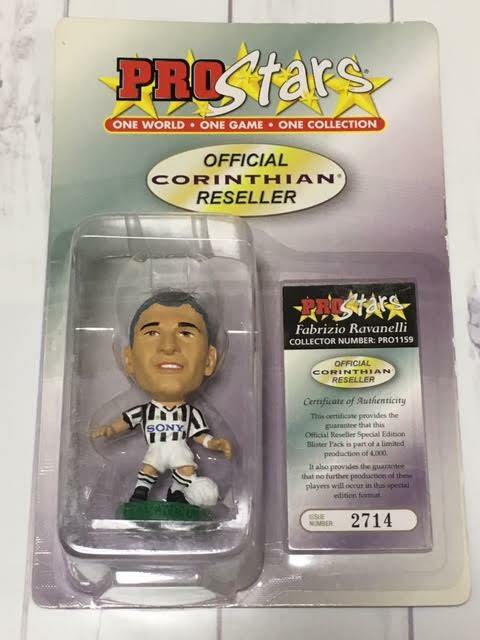 PROStars
ONE WORLD • ONE GAME • ONE COLLECTION
OFFICIAL
CORINTHIAN®
RESELLER
SONY
PROStars
Fabrizio Ravanelli
COLLECTOR NUMBER: PRO1159
OFFICIAL
CORINTHIAN
RESELLER
Certificate of Authenticity
This certificate provides the
guarantee that this
Official Reseller Special Edition
Blister Pack is part of a limited
production of 4,000.
It also provides the guarantee
that no further production of these
players will occur in this special
edition format.
ISSUE
NUMBER 2714